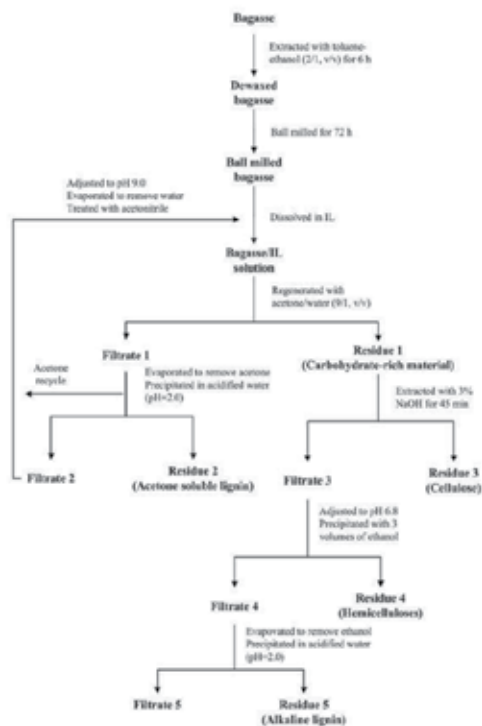 Bagasse
Extracted with toluene-
ethanol (2/1, v/v) for 6 h
Dewaxed
bagasse
Ball milled for 72 h
Ball milled
bagasse
Adjusted to pH 9.0
Evaporated to remove water
Treated with acetonitrile
Dissolved in IL
Bagasse/IL
solution
Regenerated with
acetone/water (9/1, v/v)
Filtrate 1
Residue 1
(Carbohydrate-rich material)
Acetone
recycle
Evaporated to remove acetone
Precipitated in acidified water
(pH=2.0)
Extracted with 3%
NaOH for 45 min
Filtrate 2
Residue 2
(Acetone soluble lignin)
Filtrate 3
Residue 3
(Cellulose)
Adjusted to pH 6.8
Precipitated with 3
volumes of ethanol
Filtrate 4
Residue 4
(Hemicelluloses)
Evapovated to remove ethanol
Precipitated in acidified water
(pH=2.0)
Filtrate 5
Residue 5
(Alkaline lignin)